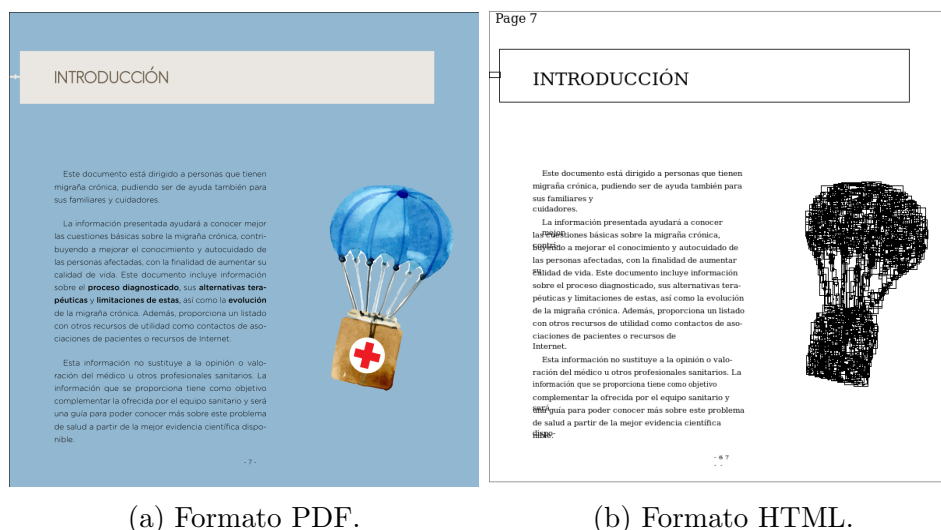 INTRODUCCIÓN
Este documento está dirigido a personas que tienen
migraña crónica, pudiendo ser de ayuda también para
sus familiares y cuidadores.
La información presentada ayudará a conocer mejor
las cuestiones básicas sobre la migraña crónica, contri-
buyendo a mejorar el conocimiento y autocuidado de
las personas afectadas, con la finalidad de aumentar su
calidad de vida. Este documento incluye información
sobre el proceso diagnosticado, sus alternativas tera-
péuticas y limitaciones de estas, así como la evolución
de la migraña crónica. Además, proporciona un listado
con otros recursos de utilidad como contactos de aso-
ciaciones de pacientes o recursos de Internet.
Esta información no sustituye a la opinión o valo-
ración del médico u otros profesionales sanitarios. La
información que se proporciona tiene como objetivo
complementar la ofrecida por el equipo sanitario y será
una guía para poder conocer más sobre este problema
de salud a partir de la mejor evidencia científica dispo-
nible.
- 7 -
(a) Formato PDF.
Page 7
INTRODUCCIÓN
Este documento está dirigido a personas que tienen
migraña crónica, pudiendo ser de ayuda también para
sus familiares y
cuidadores.
La información presentada ayudará a conocer
mejor
las cuestiones básicas sobre la migraña crónica,
contri-
buyendo a mejorar el conocimiento y autocuidado de
las personas afectadas, con la finalidad de aumentar
su
calidad de vida. Este documento incluye información
sobre el proceso diagnosticado, sus alternativas tera-
péuticas y limitaciones de estas, así como la evolución
de la migraña crónica. Además, proporciona un listado
con otros recursos de utilidad como contactos de aso-
ciaciones de pacientes o recursos de
Internet.
Esta información no sustituye a la opinión o valo-
ración del médico u otros profesionales sanitarios. La
información que se proporciona tiene como objetivo
complementar la ofrecida por el equipo sanitario y
será
una guía para poder conocer más sobre este problema
de salud a partir de la mejor evidencia científica
dispo-
nible.
- 6 7
- -
(b) Formato HTML.